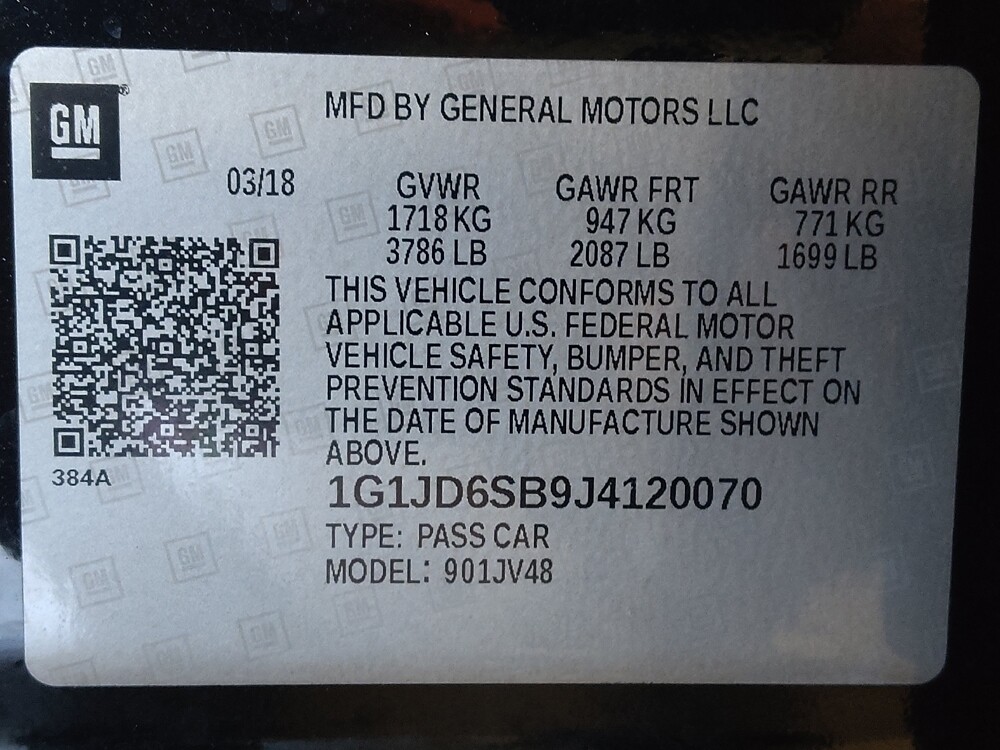 GM
MFD BY GENERAL MOTORS LLC
03/18
GVWR GAWR FRT GAWR RR
1718 KG 947 KG 771 KG
3786 LB 2087 LB 1699 LB
THIS VEHICLE CONFORMS TO ALL
APPLICABLE U.S. FEDERAL MOTOR
VEHICLE SAFETY, BUMPER, AND THEFT
PREVENTION STANDARDS IN EFFECT ON
THE DATE OF MANUFACTURE SHOWN
ABOVE.
384A
1G1JD6SB9J4120070
TYPE: PASS CAR
MODEL: 901JV48